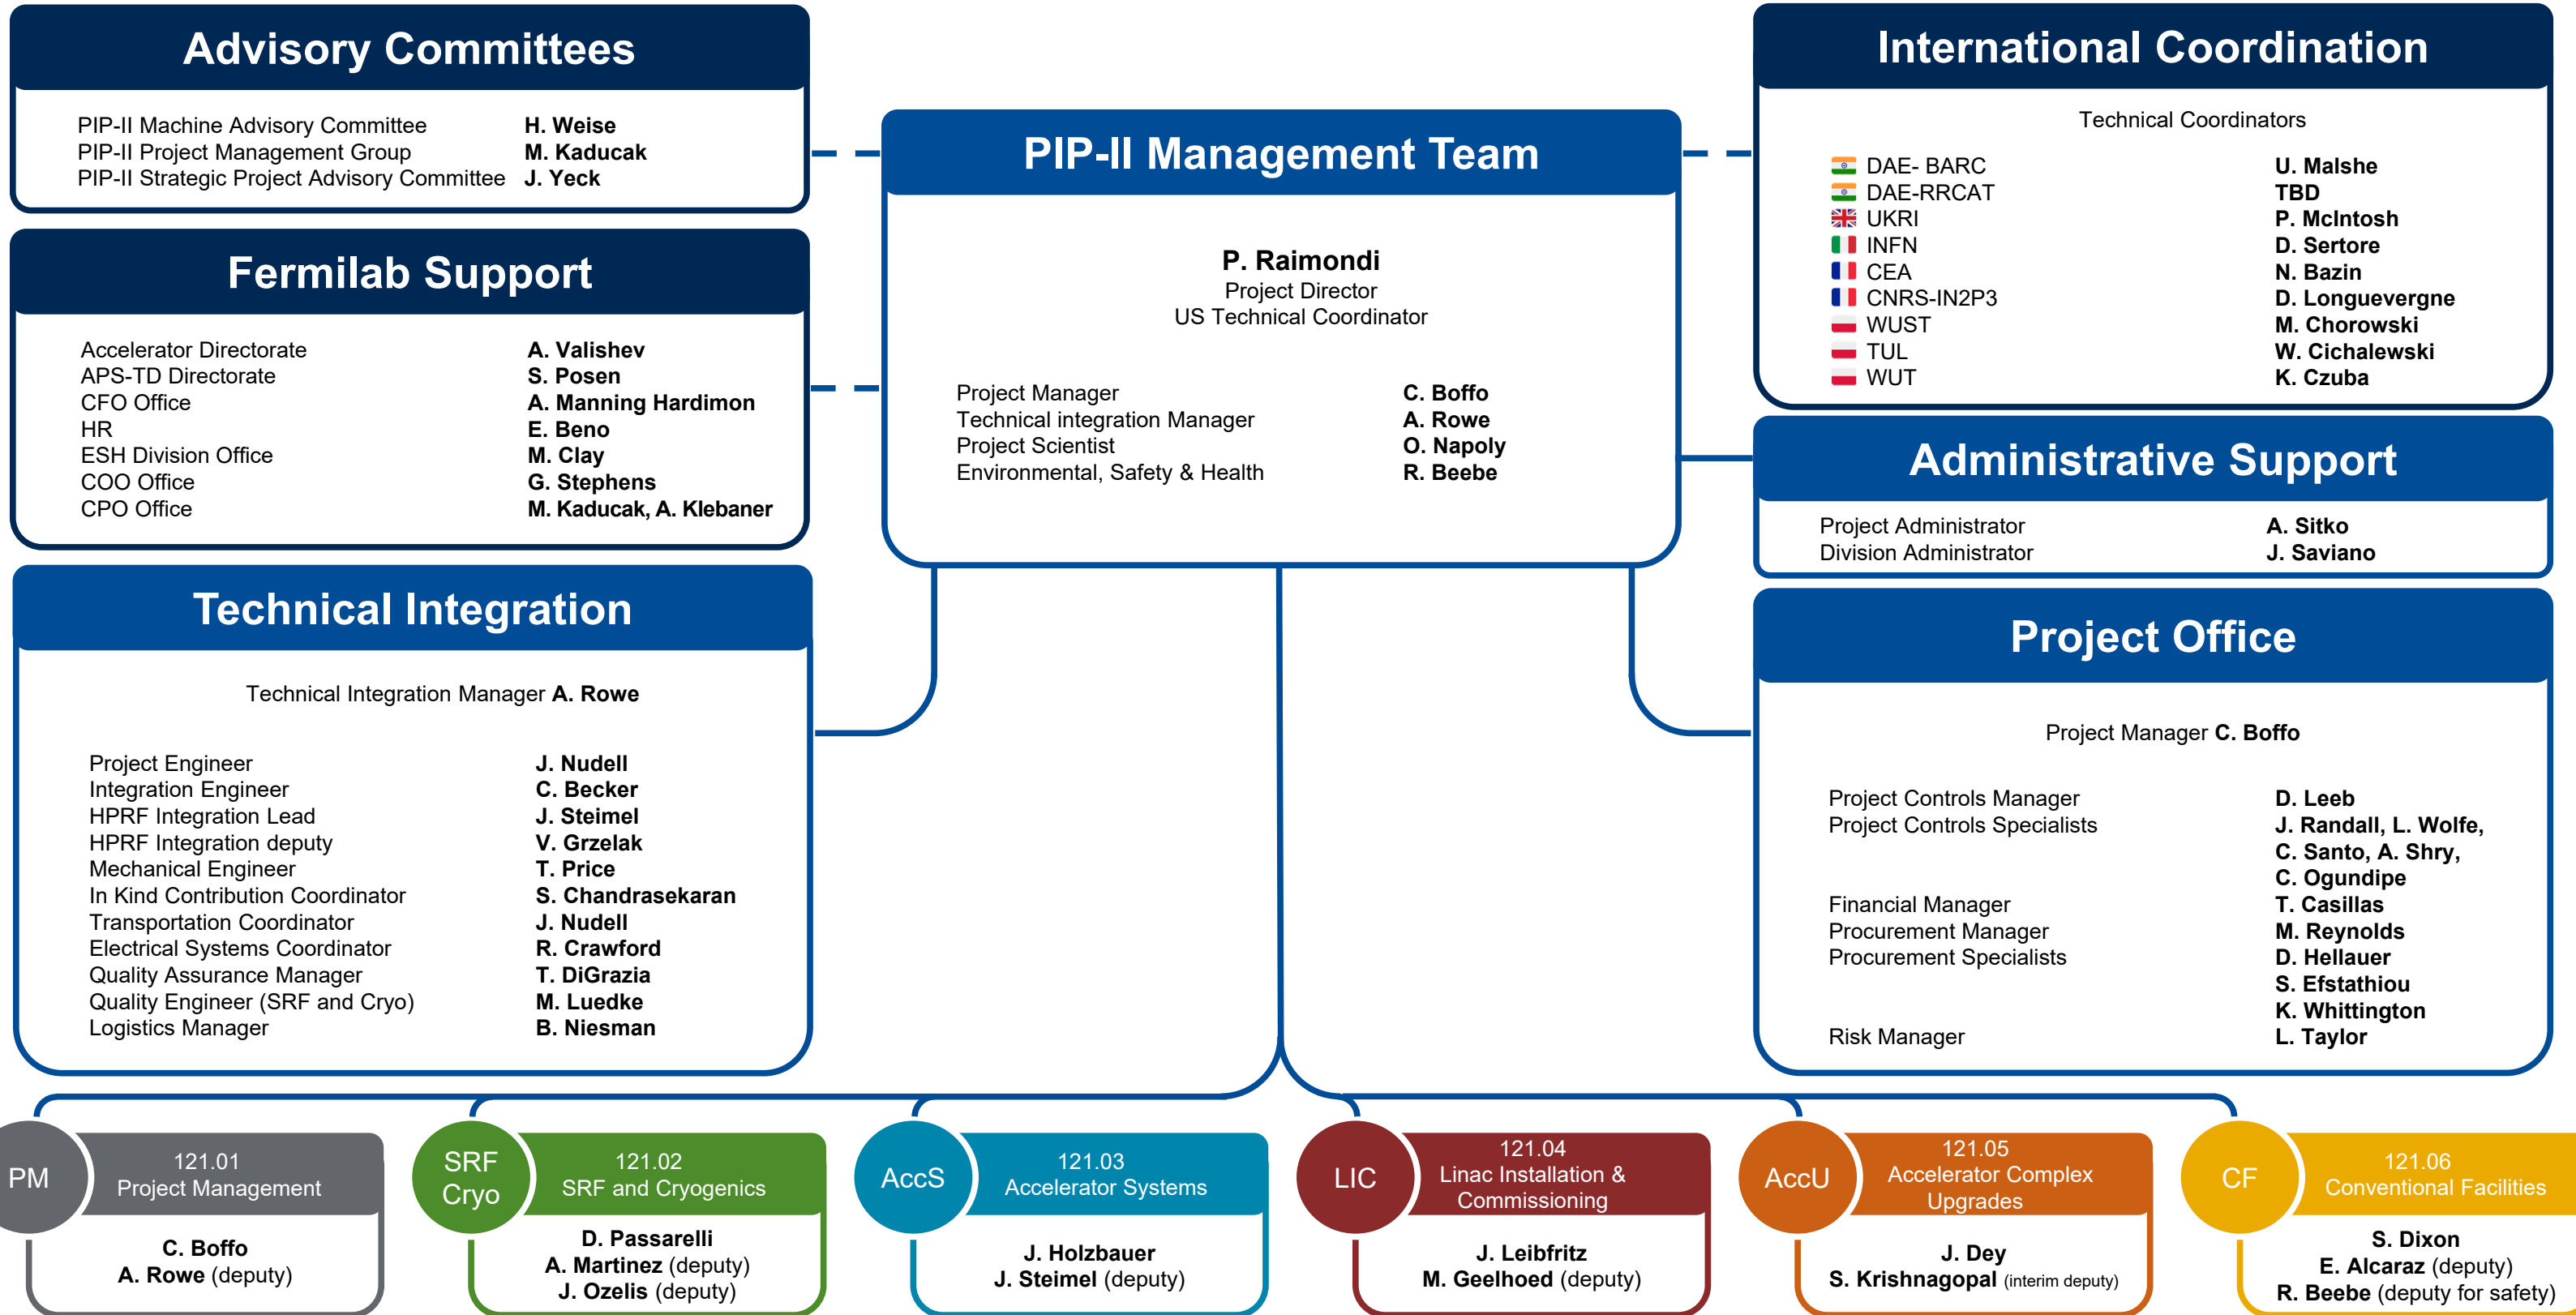 Advisory Committees
PIP-II Machine Advisory Committee H. Weise
PIP-II Project Management Group M. Kaducak
PIP-II Strategic Project Advisory Committee J. Yeck
Fermilab Support
Accelerator Directorate A. Valishev
APS-TD Directorate S. Posen
CFO Office A. Manning Hardimon
HR E. Beno
ESH Division Office M. Clay
COO Office G. Stephens
CPO Office M. Kaducak, A. Klebaner
PIP-II Management Team
P. Raimondi
Project Director
US Technical Coordinator
Project Manager C. Boffo
Technical integration Manager A. Rowe
Project Scientist O. Napoly
Environmental, Safety & Health R. Beebe
International Coordination
Technical Coordinators
DAE- BARC U. Malshe
DAE-RRCAT TBD
UKRI P. McIntosh
INFN D. Sertore
CEA N. Bazin
CNRS-IN2P3 D. Longuevergne
WUST M. Chorowski
TUL W. Cichalewski
WUT K. Czuba
Administrative Support
Project Administrator A. Sitko
Division Administrator J. Saviano
Technical Integration
Technical Integration Manager A. Rowe
Project Engineer J. Nudell
Integration Engineer C. Becker
HPRF Integration Lead J. Steimel
HPRF Integration deputy V. Grzelak
Mechanical Engineer T. Price
In Kind Contribution Coordinator S. Chandrasekaran
Transportation Coordinator J. Nudell
Electrical Systems Coordinator R. Crawford
Quality Assurance Manager T. DiGrazia
Quality Engineer (SRF and Cryo) M. Luedke
Logistics Manager B. Niesman
Project Office
Project Manager C. Boffo
Project Controls Manager D. Leeb
Project Controls Specialists J. Randall, L. Wolfe,
C. Santo, A. Shry,
C. Ogundipe
Financial Manager T. Casillas
Procurement Manager M. Reynolds
Procurement Specialists D. Hellauer
S. Efstathiou
K. Whittington
Risk Manager L. Taylor
PM
121.01
Project Management
C. Boffo
A. Rowe (deputy)
SRF
Cryo
121.02
SRF and Cryogenics
D. Passarelli
A. Martinez (deputy)
J. Ozelis (deputy)
AccS
121.03
Accelerator Systems
J. Holzbauer
J. Steimel (deputy)
LIC
121.04
Linac Installation &
Commissioning
J. Leibfritz
M. Geelhoed (deputy)
AccU
121.05
Accelerator Complex
Upgrades
J. Dey
S. Krishnagopal (interim deputy)
CF
121.06
Conventional Facilities
S. Dixon
E. Alcaraz (deputy)
R. Beebe (deputy for safety)